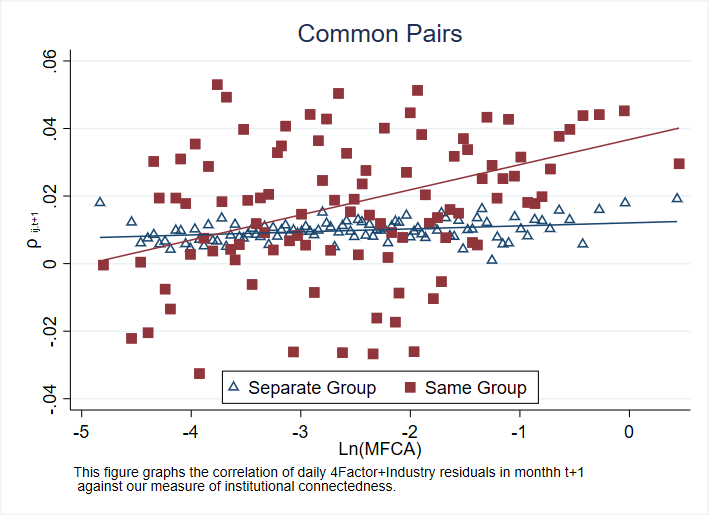 Common Pairs
.06
.04
.02
0
-.02
-.04
ρ ij,t+1
Separate Group
Same Group
-5
-4
-3
-2
-1
0
Ln(MFCA)
This figure graphs the correlation of daily 4Factor+Industry residuals in monthh t+1
against our measure of institutional connectedness.